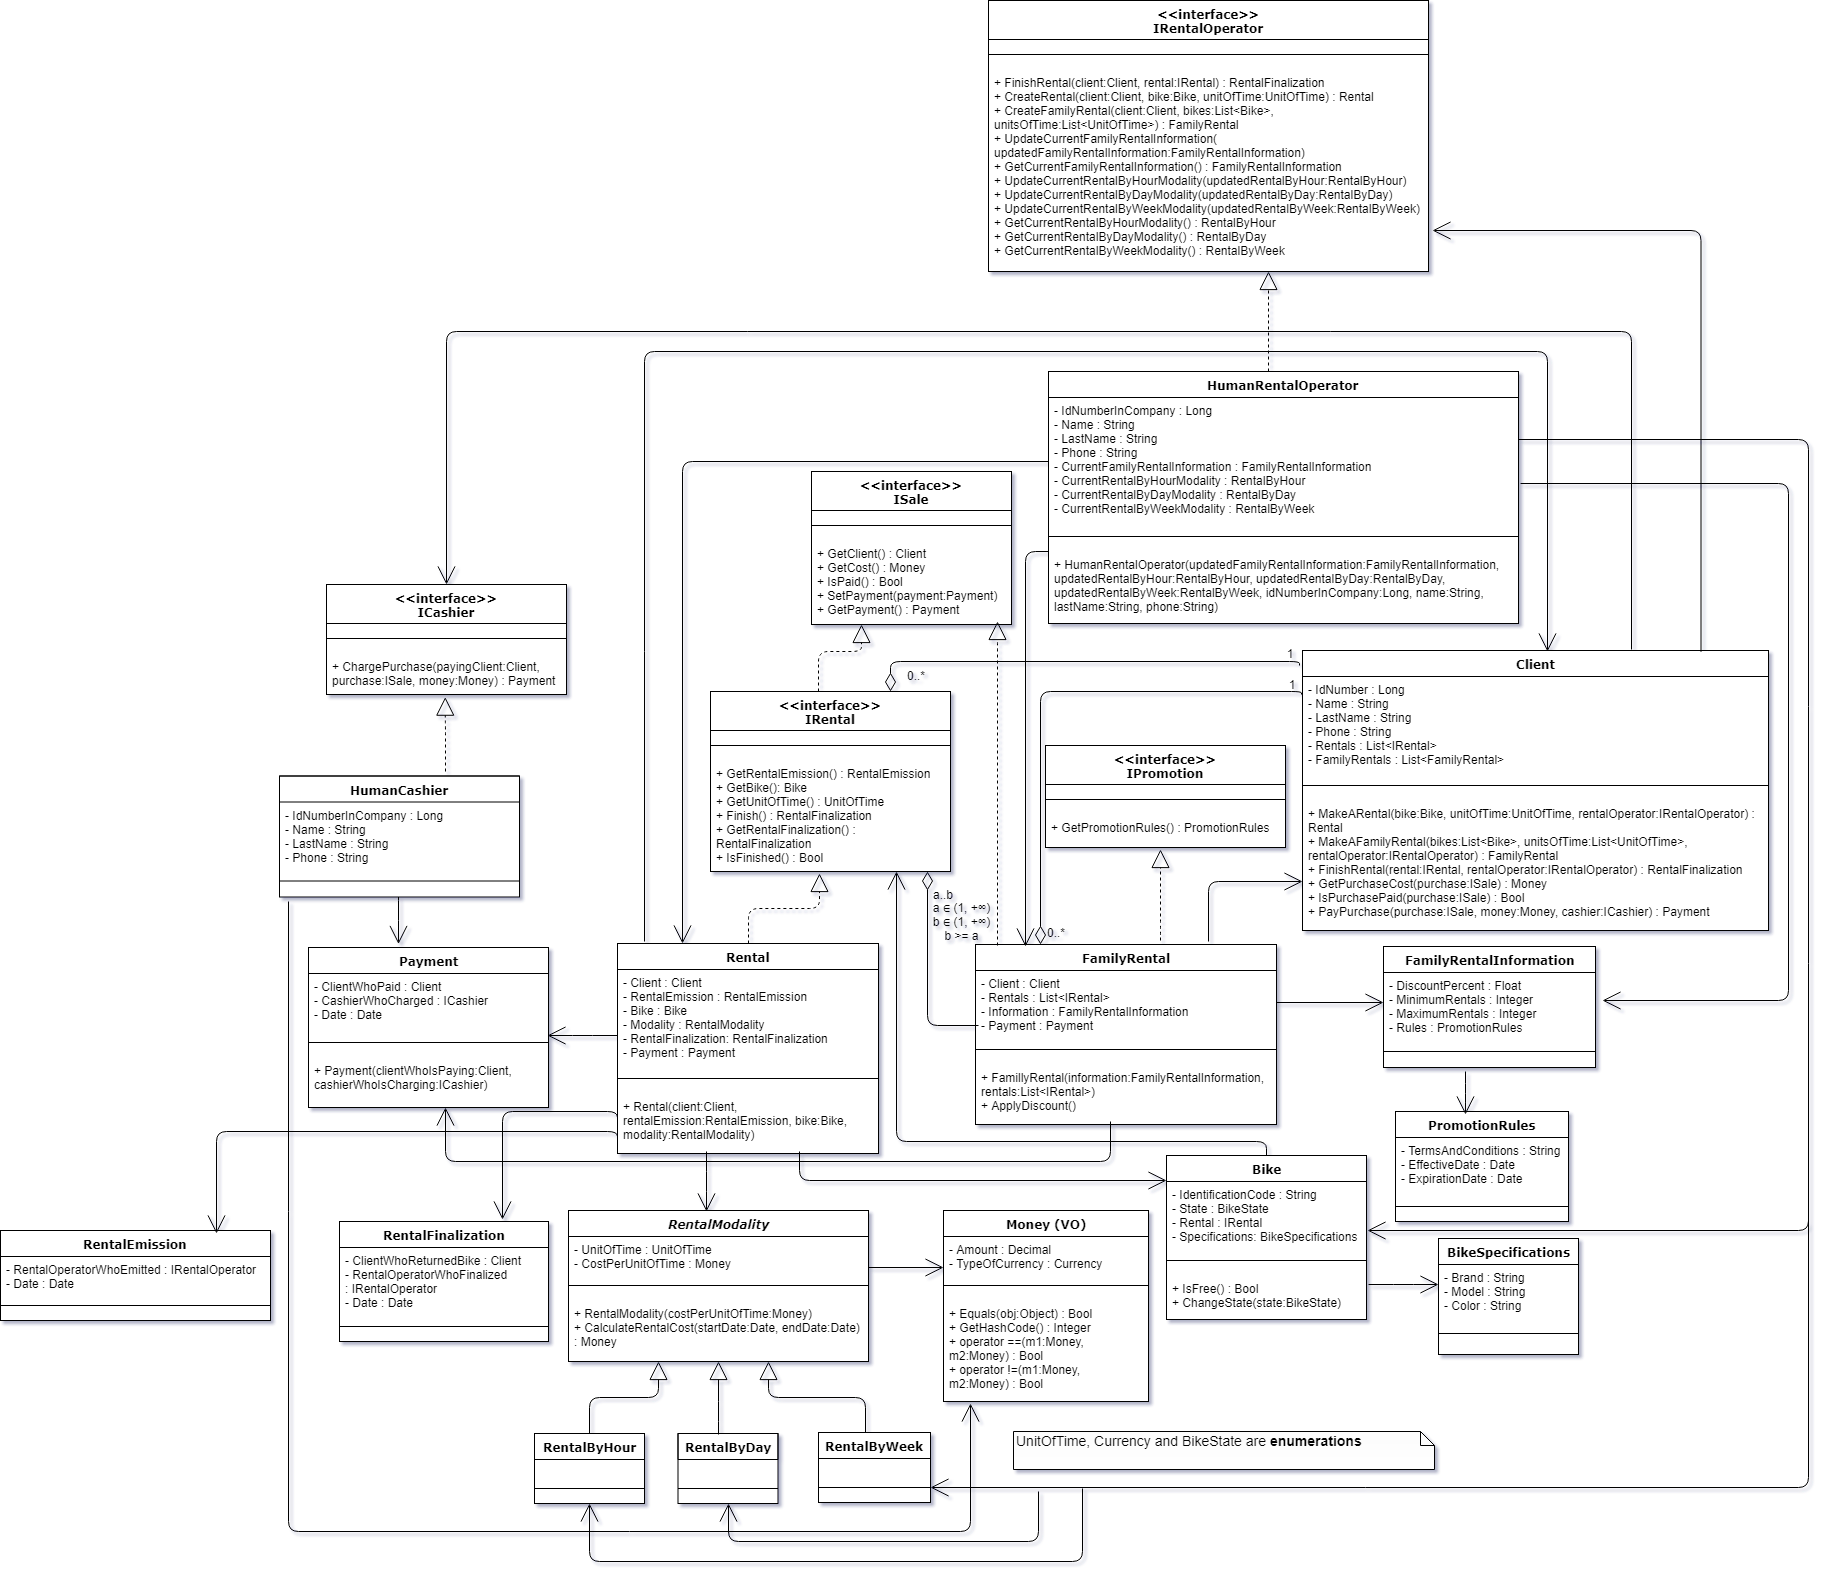 <<interface>>
IRentalOperator
+ FinishRental(client:Client, rental:IRental) : RentalFinalization
+ CreateRental(client:Client, bike:Bike, unitOfTime:UnitOfTime) : Rental
+ CreateFamilyRental(client:Client, bikes:List<Bike>,
unitsOfTime:List<UnitOfTime>) : FamilyRental
+ UpdateCurrentFamilyRentalInformation(
updatedFamilyRentalInformation:FamilyRentalInformation)
+ GetCurrentFamilyRentalInformation() : FamilyRentalInformation
+ UpdateCurrentRentalByHourModality(updatedRentalByHour:RentalByHour)
+ UpdateCurrentRentalByDayModality(updatedRentalByDay:RentalByDay)
+ UpdateCurrentRentalByWeekModality(updatedRentalByWeek:RentalByWeek)
+ GetCurrentRentalByHourModality() : RentalByHour
+ GetCurrentRentalByDayModality() : RentalByDay
+ GetCurrentRentalByWeekModality() : RentalByWeek
HumanRentalOperator
- IdNumberInCompany : Long
- Name : String
- LastName : String
- Phone : String
- CurrentFamilyRentalInformation : FamilyRentalInformation
- CurrentRentalByHourModality : RentalByHour
- CurrentRentalByDayModality : RentalByDay
- CurrentRentalByWeekModality : RentalByWeek
+ HumanRentalOperator(updatedFamilyRentalInformation:FamilyRentalInformation,
updatedRentalByHour:RentalByHour, updatedRentalByDay:RentalByDay,
updatedRentalByWeek:RentalByWeek, idNumberInCompany:Long, name:String,
lastName:String, phone:String)
<<interface>>
ISale
+ GetClient() : Client
+ GetCost() : Money
+ IsPaid() : Bool
+ SetPayment(payment:Payment)
+ GetPayment() : Payment
<<interface>>
ICashier
+ ChargePurchase(payingClient:Client,
purchase:ISale, money:Money) : Payment
1
0..*
1
Client
- IdNumber : Long
- Name : String
- LastName : String
- Phone : String
- Rentals : List<IRental>
- FamilyRentals : List<FamilyRental>
+ MakeARental(bike:Bike, unitOfTime:UnitOfTime, rentalOperator:IRentalOperator) :
Rental
+ MakeAFamilyRental(bikes:List<Bike>, unitsOfTime:List<UnitOfTime>,
rentalOperator:IRentalOperator) : FamilyRental
+ FinishRental(rental:IRental, rentalOperator:IRentalOperator) : RentalFinalization
+ GetPurchaseCost(purchase:ISale) : Money
+ IsPurchasePaid(purchase:ISale) : Bool
+ PayPurchase(purchase:ISale, money:Money, cashier:ICashier) : Payment
<<interface>>
IRental
+ GetRentalEmission() : RentalEmission
+ GetBike(): Bike
+ GetUnitOfTime() : UnitOfTime
+ Finish() : RentalFinalization
+ GetRentalFinalization() :
RentalFinalization
+ IsFinished() : Bool
<<interface>>
IPromotion
+ GetPromotionRules() : PromotionRules
HumanCashier
- IdNumberInCompany : Long
- Name : String
- LastName : String
- Phone : String
a..b
a ∈ (1, +∞)
b ∈ (1, +∞)
b >= a
0..*
Payment
- ClientWhoPaid : Client
- CashierWhoCharged : ICashier
- Date : Date
+ Payment(clientWhoIsPaying:Client,
cashierWhoIsCharging:ICashier)
Rental
- Client : Client
- RentalEmission : RentalEmission
- Bike : Bike
- Modality : RentalModality
- RentalFinalization: RentalFinalization
- Payment : Payment
+ Rental(client:Client,
rentalEmission:RentalEmission, bike:Bike,
modality:RentalModality)
FamilyRental
- Client : Client
- Rentals : List<IRental>
- Information : FamilyRentalInformation
- Payment : Payment
+ FamillyRental(information:FamilyRentalInformation,
rentals:List<IRental>)
+ ApplyDiscount()
FamilyRentalInformation
- DiscountPercent : Float
- MinimumRentals : Integer
- MaximumRentals : Integer
- Rules : PromotionRules
PromotionRules
- TermsAndConditions : String
- EffectiveDate : Date
- ExpirationDate : Date
Bike
- IdentificationCode : String
- State : BikeState
- Rental : IRental
- Specifications: BikeSpecifications
+ IsFree() : Bool
+ ChangeState(state:BikeState)
BikeSpecifications
- Brand : String
- Model : String
- Color : String
RentalEmission
- RentalOperatorWhoEmitted : IRentalOperator
- Date : Date
RentalFinalization
- ClientWhoReturnedBike : Client
- RentalOperatorWhoFinalized
: IRentalOperator
- Date : Date
RentalModality
- UnitOfTime : UnitOfTime
- CostPerUnitOfTime : Money
+ RentalModality(costPerUnitOfTime:Money)
+ CalculateRentalCost(startDate:Date, endDate:Date)
: Money
Money (VO)
- Amount : Decimal
- TypeOfCurrency : Currency
+ Equals(obj:Object) : Bool
+ GetHashCode() : Integer
+ operator ==(m1:Money,
m2:Money) : Bool
+ operator !=(m1:Money,
m2:Money) : Bool
RentalByHour
RentalByDay
RentalByWeek
UnitOfTime, Currency and BikeState are enumerations